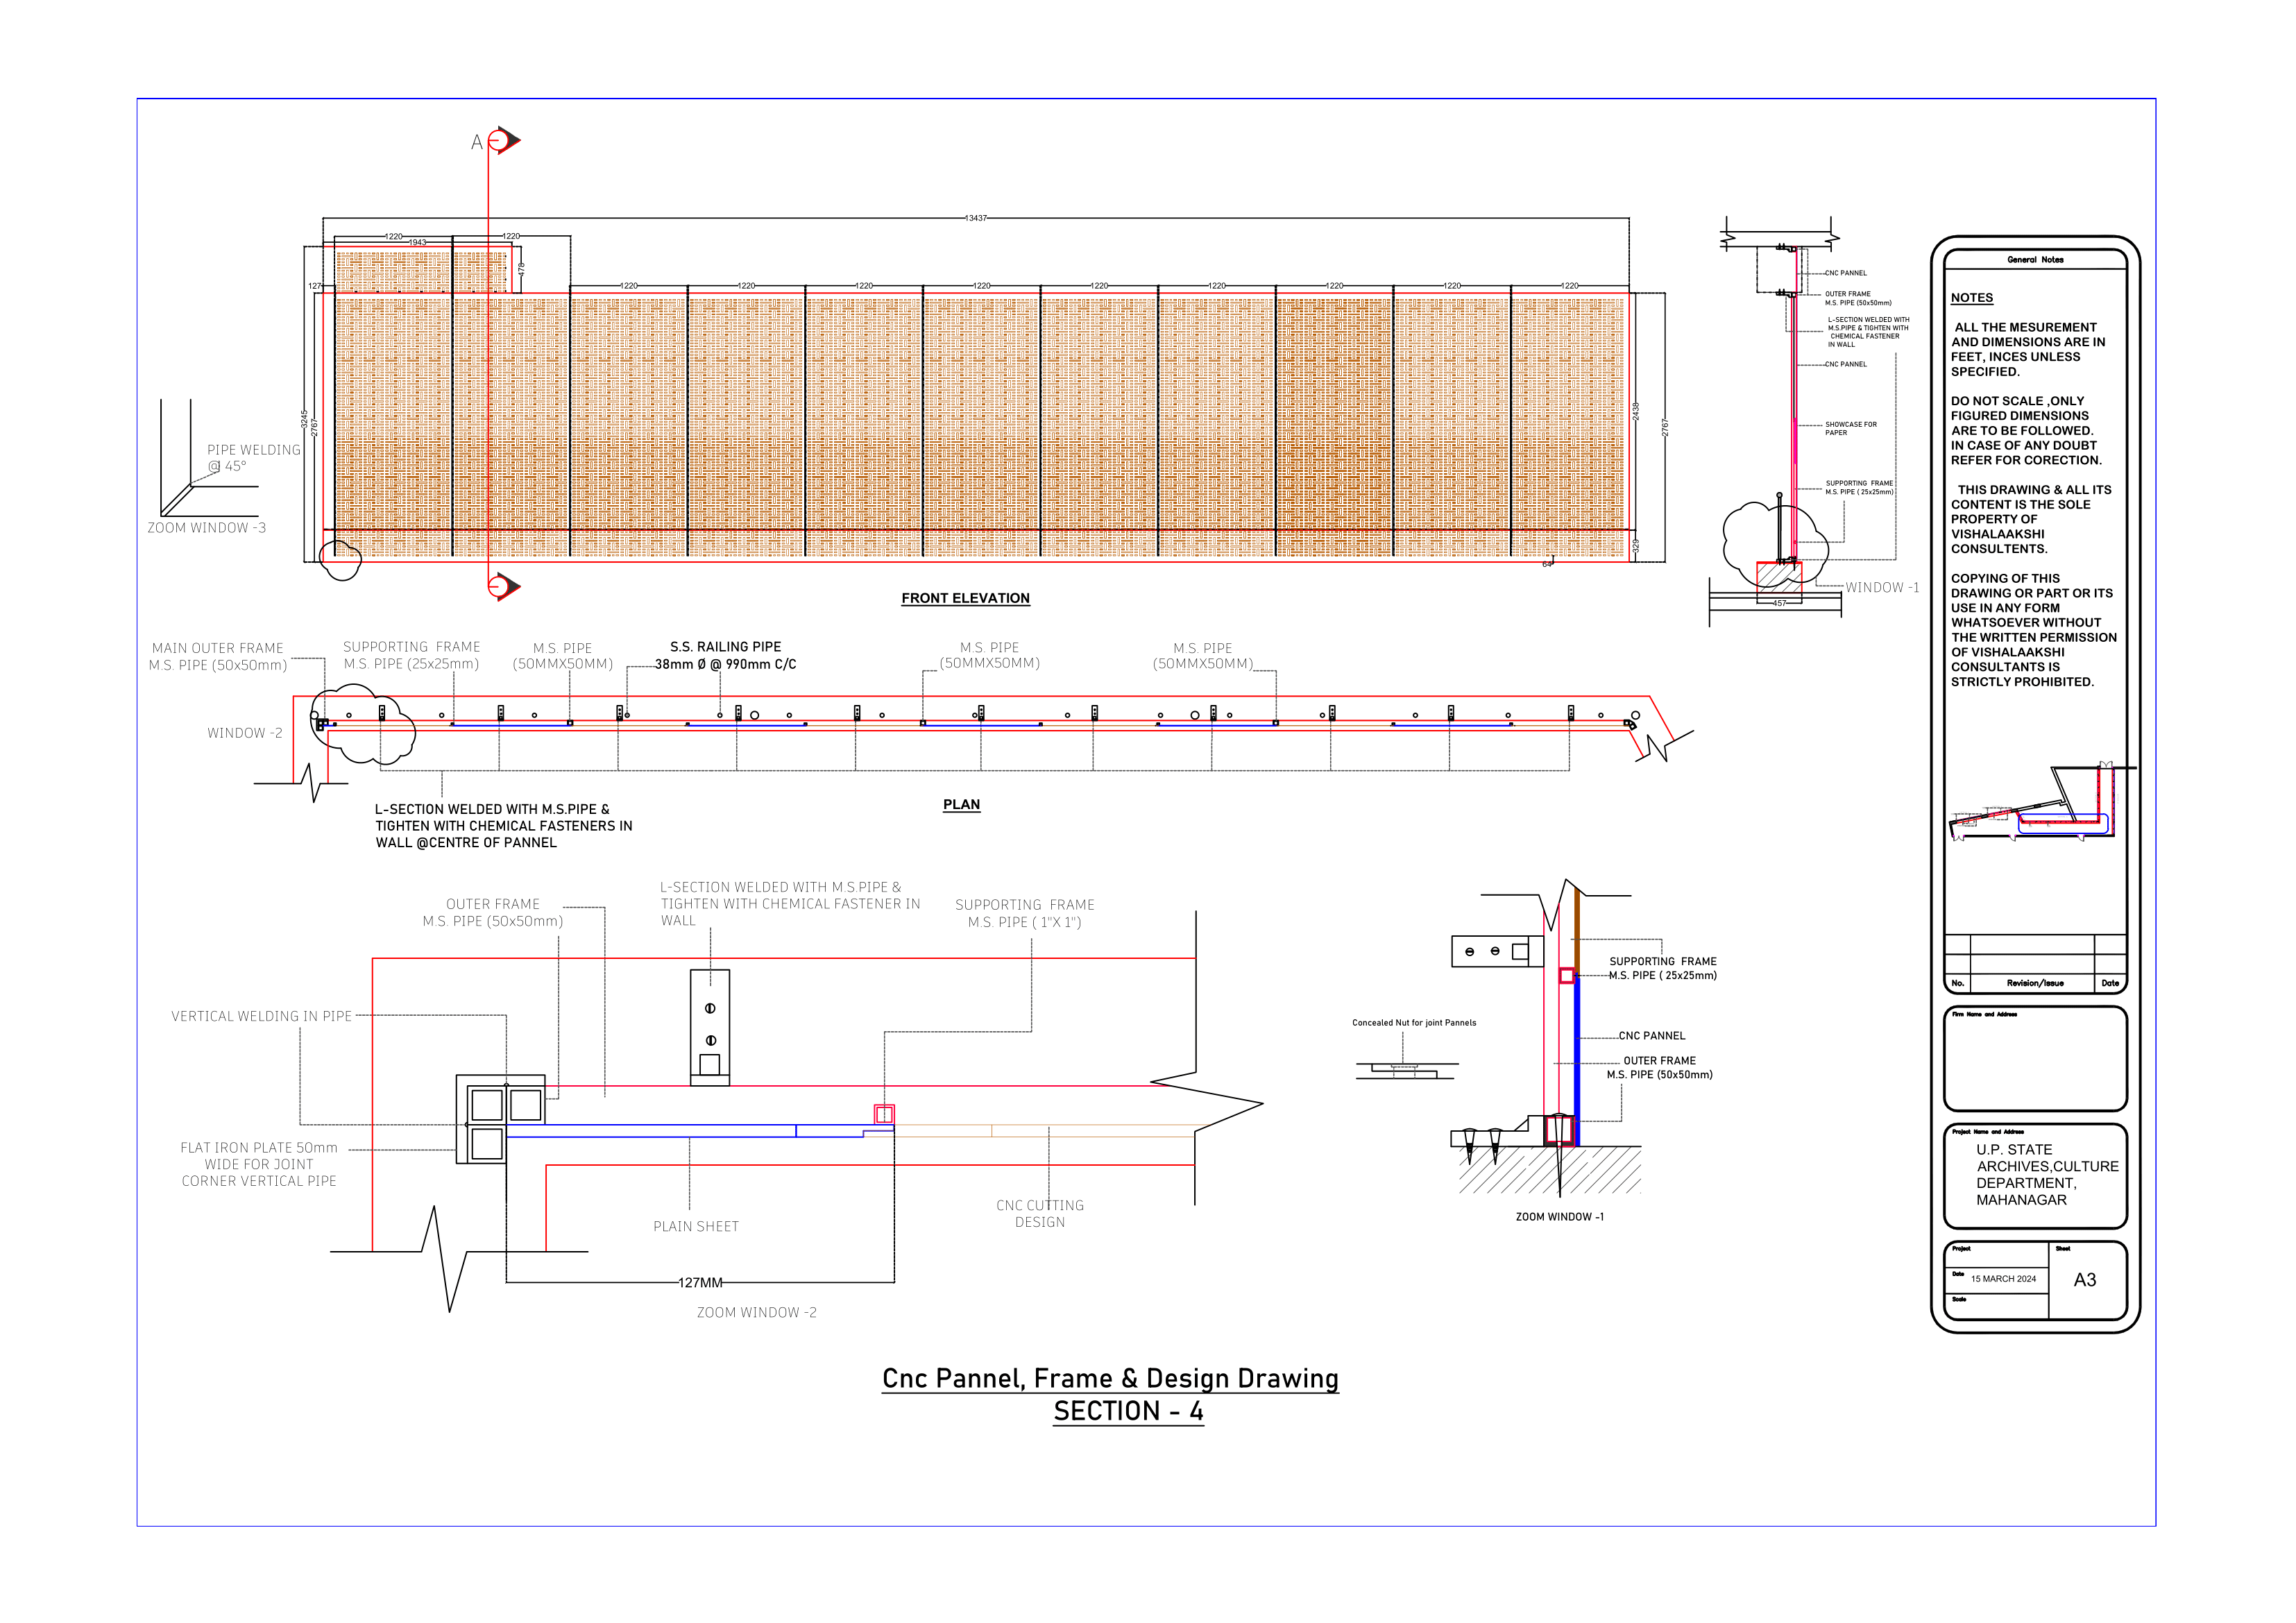 A
13437
1220
1943
1220
478
127
1220
1220
1220
1220
1220
1220
1220
1220
1220
3245
2767
2438
2767
329
64
FRONT ELEVATION
PIPE WELDING
@ 45°
ZOOM WINDOW -3
CNC PANNEL
OUTER FRAME
M.S. PIPE (50x50mm)
L-SECTION WELDED WITH
M.S.PIPE & TIGHTEN WITH
CHEMICAL FASTENER
IN WALL
CNC PANNEL
SHOWCASE FOR
PAPER
SUPPORTING FRAME
M.S. PIPE ( 25x25mm)
WINDOW -1
457
MAIN OUTER FRAME
M.S. PIPE (50x50mm)
SUPPORTING FRAME
M.S. PIPE (25x25mm)
M.S. PIPE
(50MMX50MM)
S.S. RAILING PIPE
38mm Ø @ 990mm C/C
M.S. PIPE
(50MMX50MM)
M.S. PIPE
(50MMX50MM)
WINDOW -2
L-SECTION WELDED WITH M.S.PIPE &
TIGHTEN WITH CHEMICAL FASTENERS IN
WALL @CENTRE OF PANNEL
PLAN
OUTER FRAME
M.S. PIPE (50x50mm)
L-SECTION WELDED WITH M.S.PIPE &
TIGHTEN WITH CHEMICAL FASTENER IN
WALL
SUPPORTING FRAME
M.S. PIPE ( 1"X 1")
VERTICAL WELDING IN PIPE
FLAT IRON PLATE 50mm
WIDE FOR JOINT
CORNER VERTICAL PIPE
PLAIN SHEET
CNC CUTTING
DESIGN
127MM
ZOOM WINDOW -2
Concealed Nut for joint Pannels
SUPPORTING FRAME
M.S. PIPE ( 25x25mm)
CNC PANNEL
OUTER FRAME
M.S. PIPE (50x50mm)
ZOOM WINDOW -1
Cnc Pannel, Frame & Design Drawing
SECTION - 4
General Notes
NOTES
ALL THE MESUREMENT
AND DIMENSIONS ARE IN
FEET, INCES UNLESS
SPECIFIED.
DO NOT SCALE ,ONLY
FIGURED DIMENSIONS
ARE TO BE FOLLOWED.
IN CASE OF ANY DOUBT
REFER FOR CORECTION.
THIS DRAWING & ALL ITS
CONTENT IS THE SOLE
PROPERTY OF
VISHALAAKSHI
CONSULTENTS.
COPYING OF THIS
DRAWING OR PART OR ITS
USE IN ANY FORM
WHATSOEVER WITHOUT
THE WRITTEN PERMISSION
OF VISHALAAKSHI
CONSULTANTS IS
STRICTLY PROHIBITED.
No. Revision/Issue Date
Firm Name and Address
Project Name and Address
U.P. STATE
ARCHIVES,CULTURE
DEPARTMENT,
MAHANAGAR
Project
Sheet
Date 15 MARCH 2024
A3
Scale